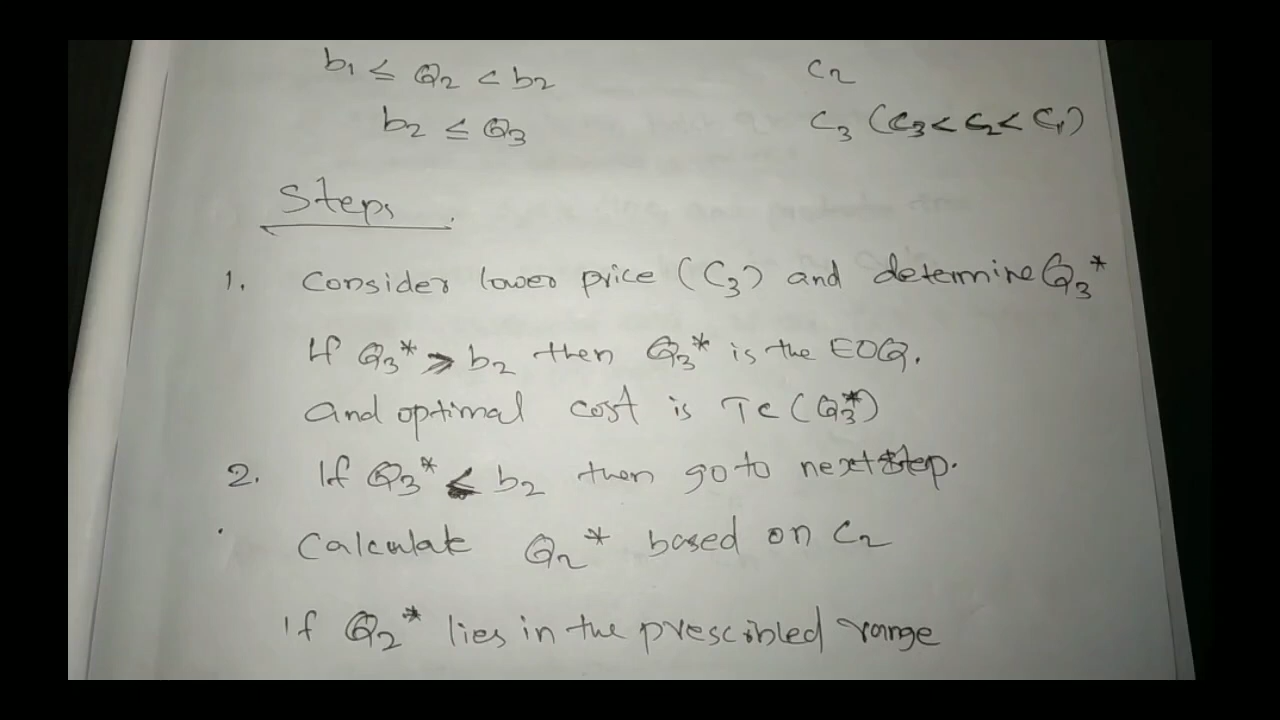 b₁ ≤ Q₂ < b₂ C₂
b₂ ≤ Q₃ C₃ (C₃ < C₂ < C₁)
Steps
1. Consider lower price (C₃) and determine Q₃*
If Q₃* > b₂ then Q₃* is the EOQ.
and optimal cost is TC (Q₃*)
2. If Q₃* < b₂ then go to next step.
Calculate Q₂* based on C₂
If Q₂* lies in the prescribled range